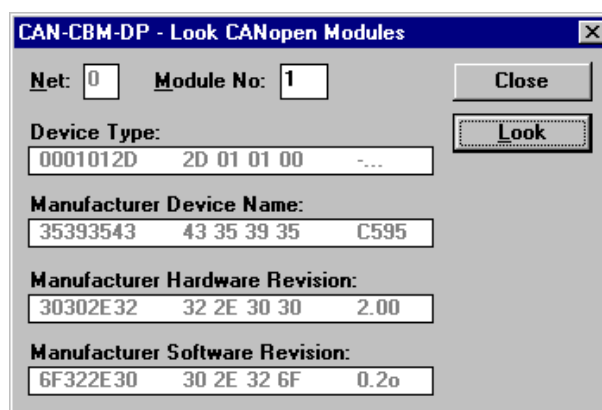 CAN-CBM-DP - Look CANopen Modules
Net: 0 Module No: 1 Close
Look
Device Type:
0001012D 2D 01 01 00 -...
Manufacturer Device Name:
35393543 43 35 39 35 C595
Manufacturer Hardware Revision:
30302E32 32 2E 30 30 2.00
Manufacturer Software Revision:
6F322E30 30 2E 32 6F 0.2o